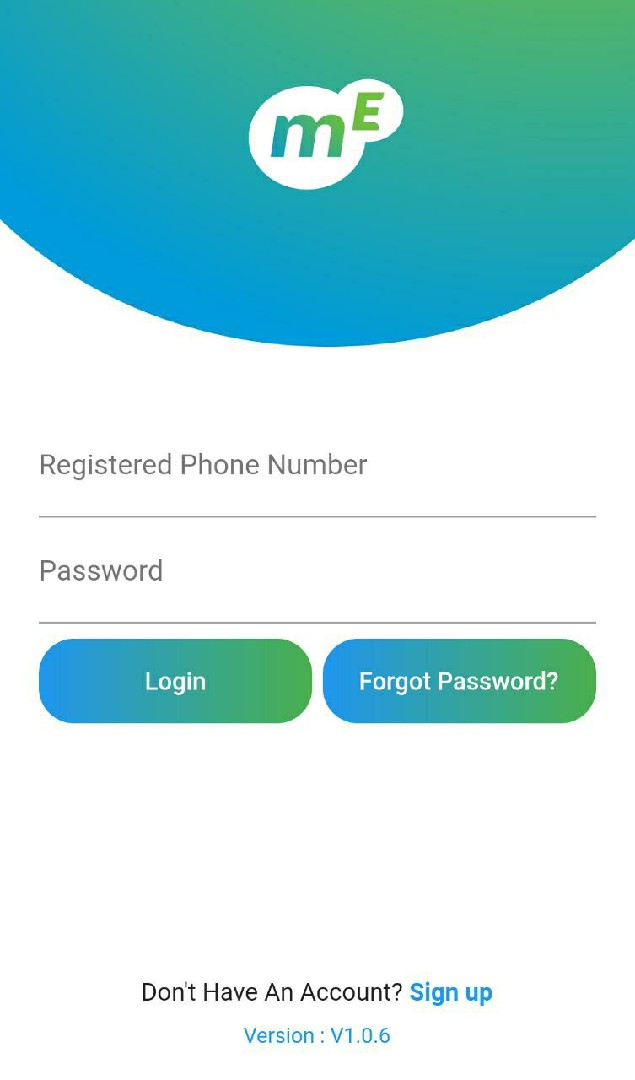 mE
Registered Phone Number
Password
Login
Forgot Password?
Don't Have An Account? Sign up
Version : V1.0.6